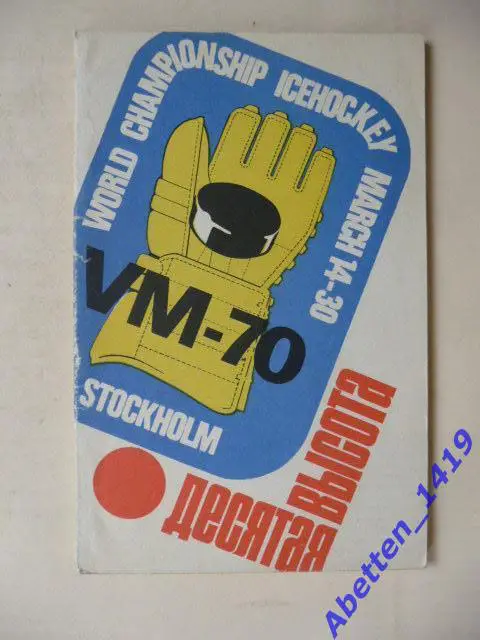 WORLD CHAMPIONSHIP ICEHOCKEY MARCH 14-30
VM-70
STOCKHOLM
ДЕСЯТАЯ
ВЫСОТА
Abetten_1419